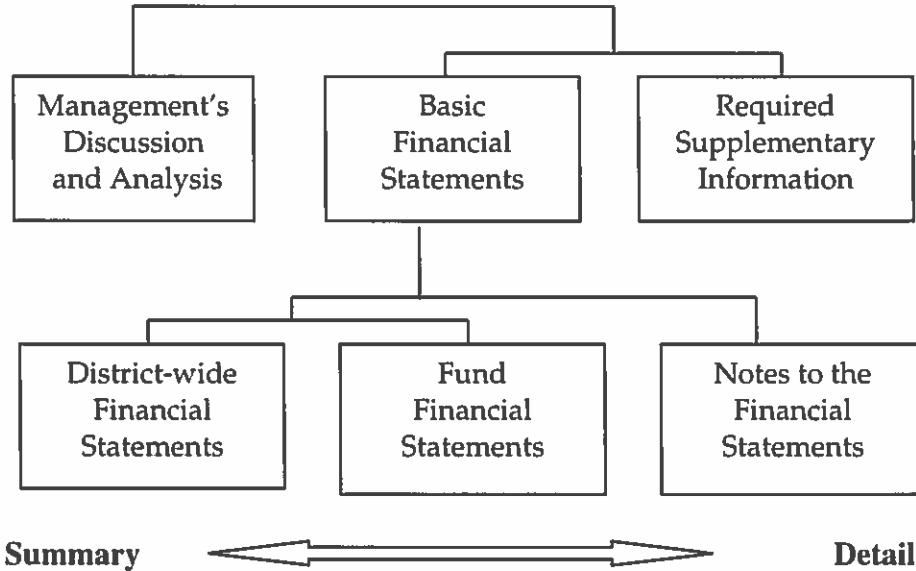 Management's
Discussion
and Analysis
Basic
Financial
Statements
Required
Supplementary
Information
District-wide
Financial
Statements
Fund
Financial
Statements
Notes to the
Financial
Statements
Summary
Detail